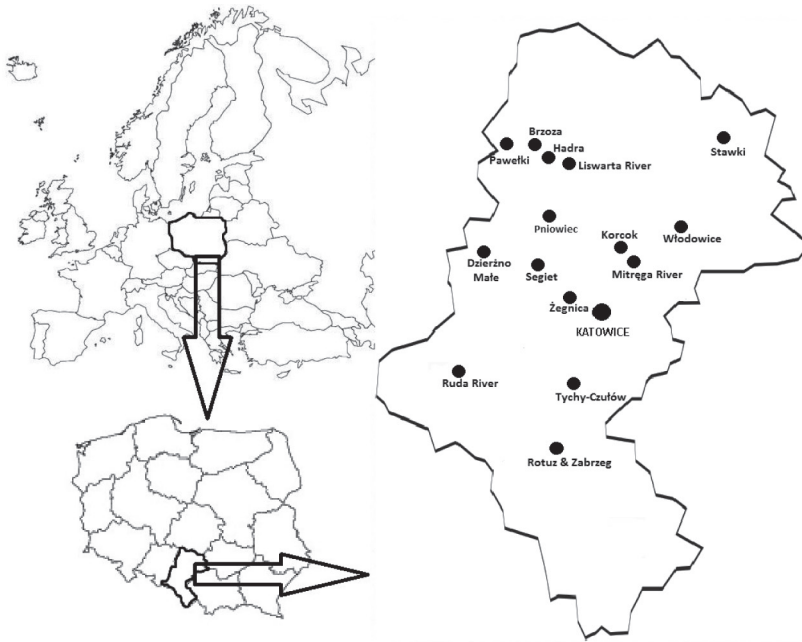 Brzoza
Hadra
Pawełki
Liswarta River
Stawki
Pniowiec
Korcok
Włodowice
Dzierżno
Małe
Segiet
Mitręga River
Żegnica
KATOWICE
Ruda River
Tychy-Czułów
Rotuz & Zabrzeg